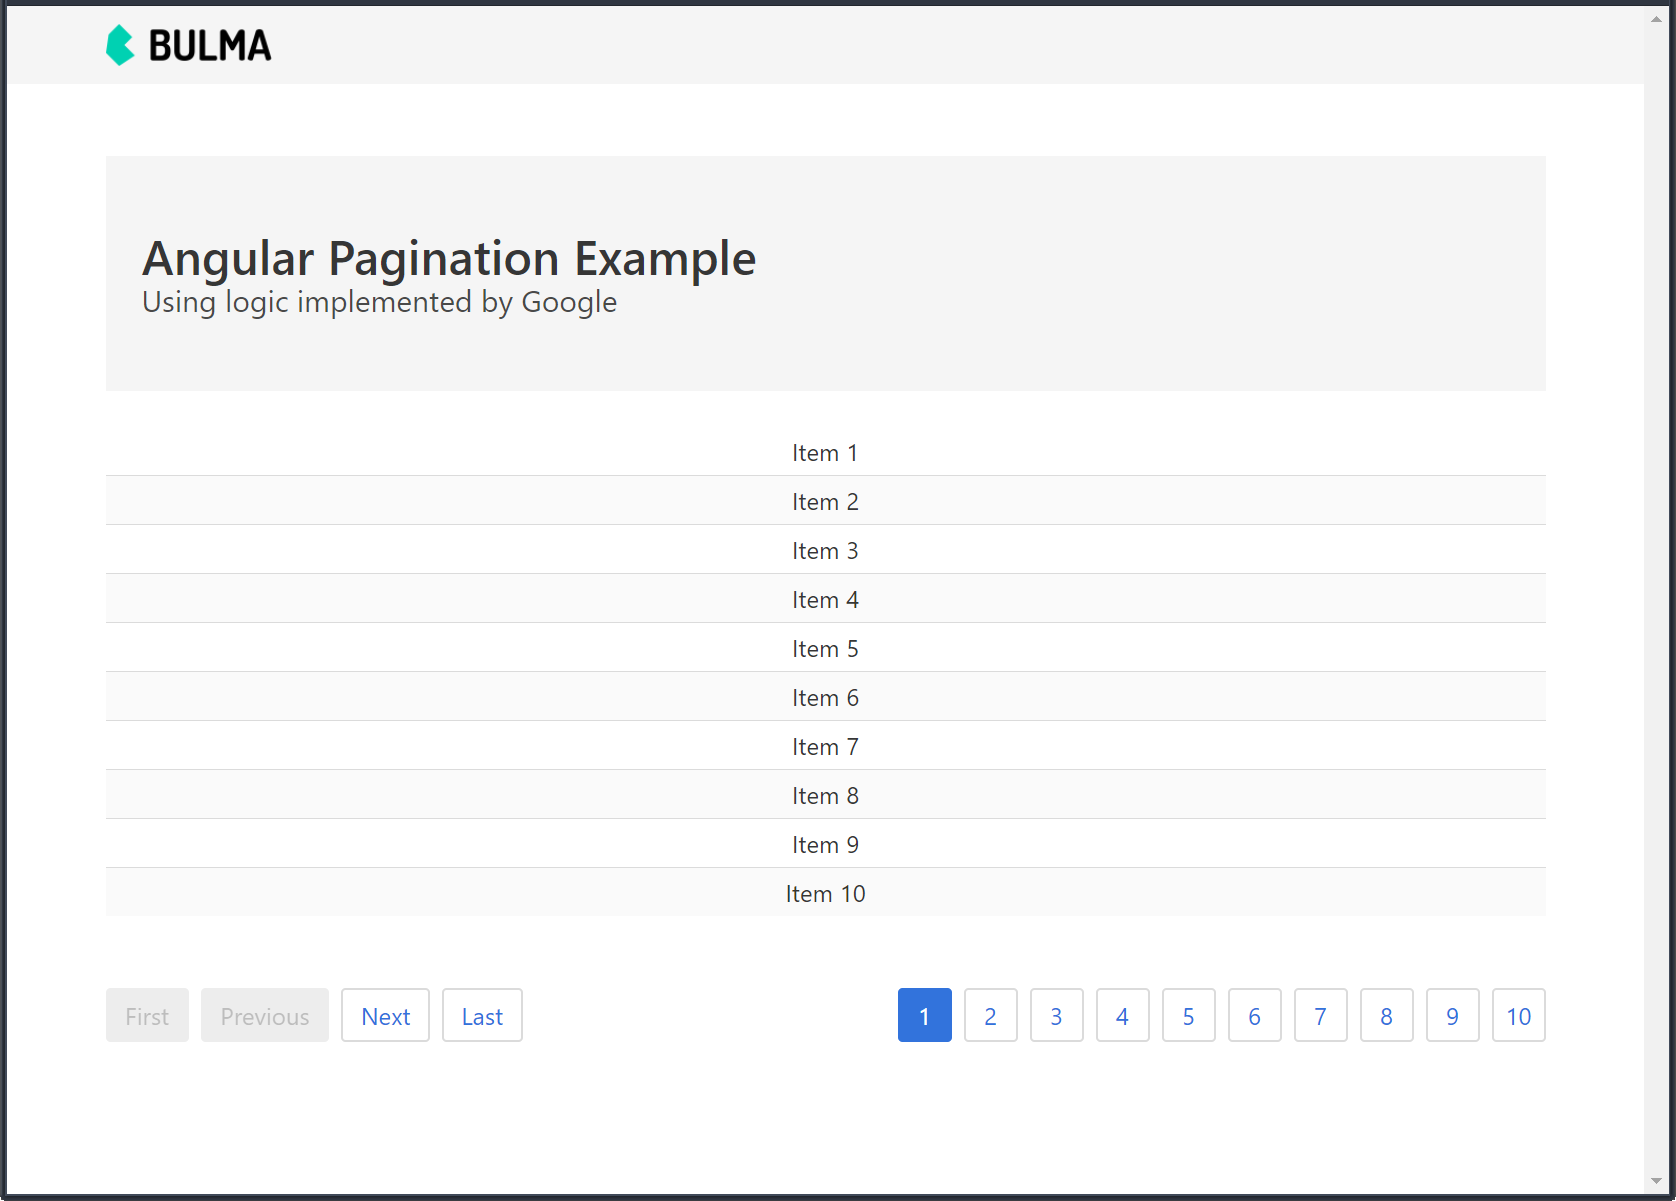 BULMA
Angular Pagination Example
Using logic implemented by Google
Item 1
Item 2
Item 3
Item 4
Item 5
Item 6
Item 7
Item 8
Item 9
Item 10
First Previous Next Last 1 2 3 4 5 6 7 8 9 10